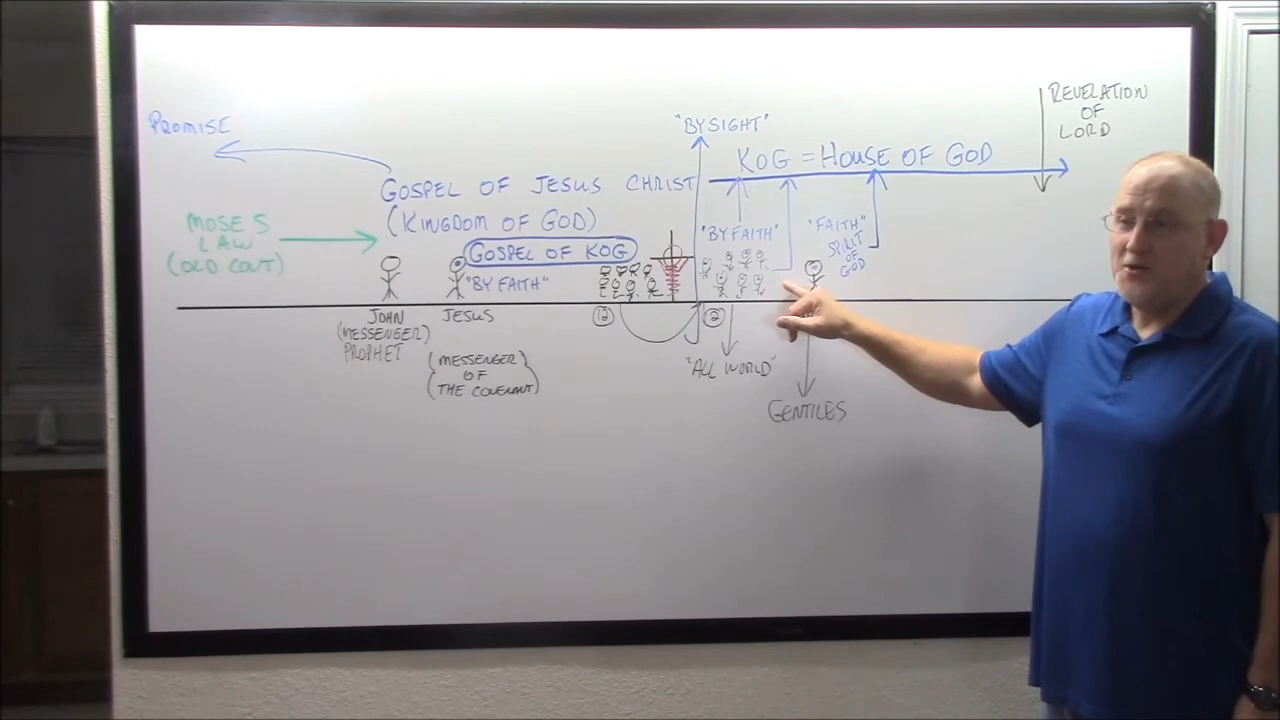 PROMISE
MOSES
LAW
(OLD COVT)
GOSPEL OF JESUS CHRIST
(KINGDOM OF GOD)
GOSPEL OF KOG
"BY FAITH"
JOHN
(MESSENGER)
PROPHET
JESUS
(MESSENGER)
OF
(THE COVENANT)
12
"BY SIGHT"
KOG = HOUSE OF GOD
"BY FAITH"
"FAITH"
SPIRIT
OF
GOD
12
"ALL WORLD"
GENTILES
REVELATION
OF
LORD